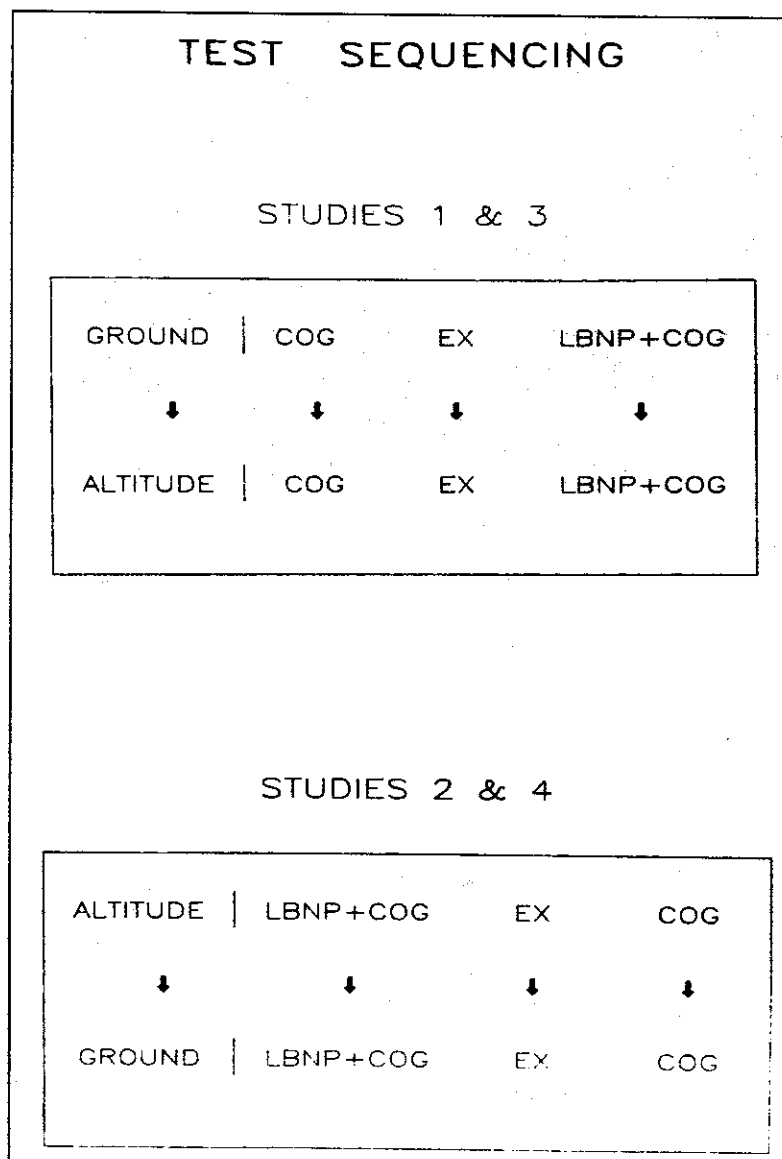 TEST SEQUENCING
STUDIES 1 & 3
GROUND | COG EX LBNP+COG
ALTITUDE | COG EX LBNP+COG
STUDIES 2 & 4
ALTITUDE | LBNP+COG EX COG
GROUND | LBNP+COG EX COG